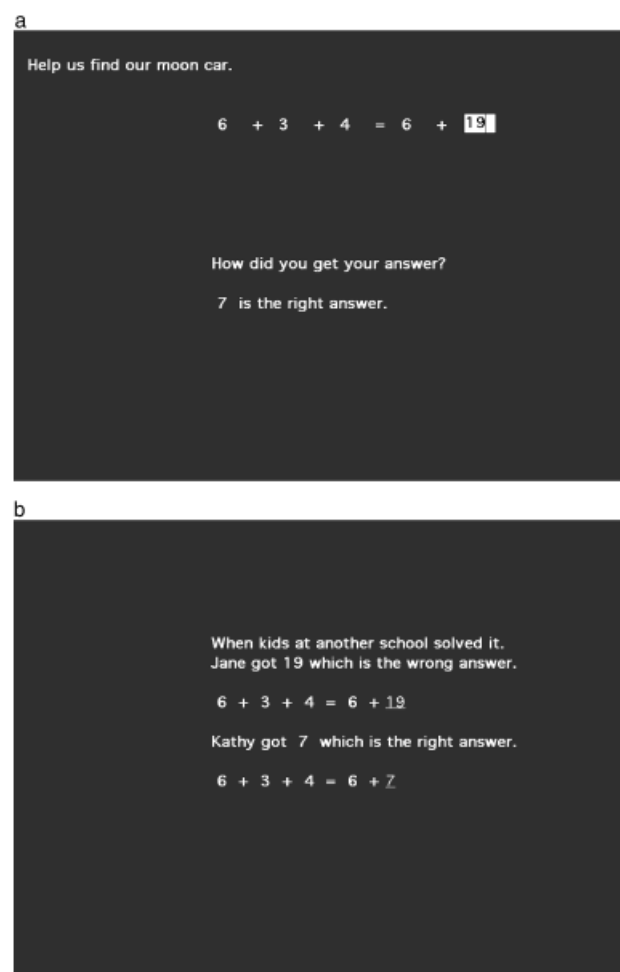 a
Help us find our moon car.
6 + 3 + 4 = 6 + 19
How did you get your answer?
7 is the right answer.
b
When kids at another school solved it.
Jane got 19 which is the wrong answer.
6 + 3 + 4 = 6 + 19
Kathy got 7 which is the right answer.
6 + 3 + 4 = 6 + 7